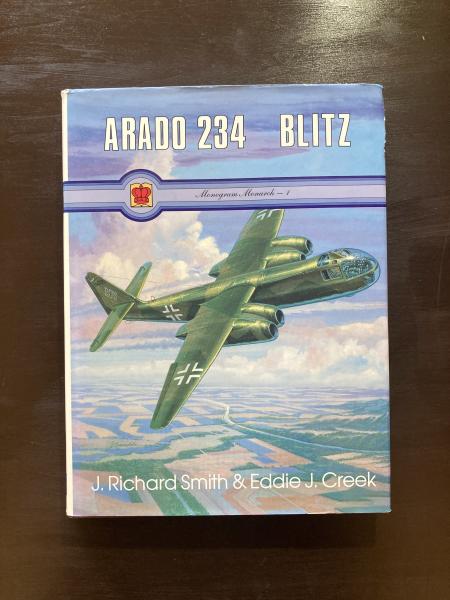 ARADO 234 BLITZ
Monogram Monarch – 1
J. Richard Smith & Eddie J. Creek